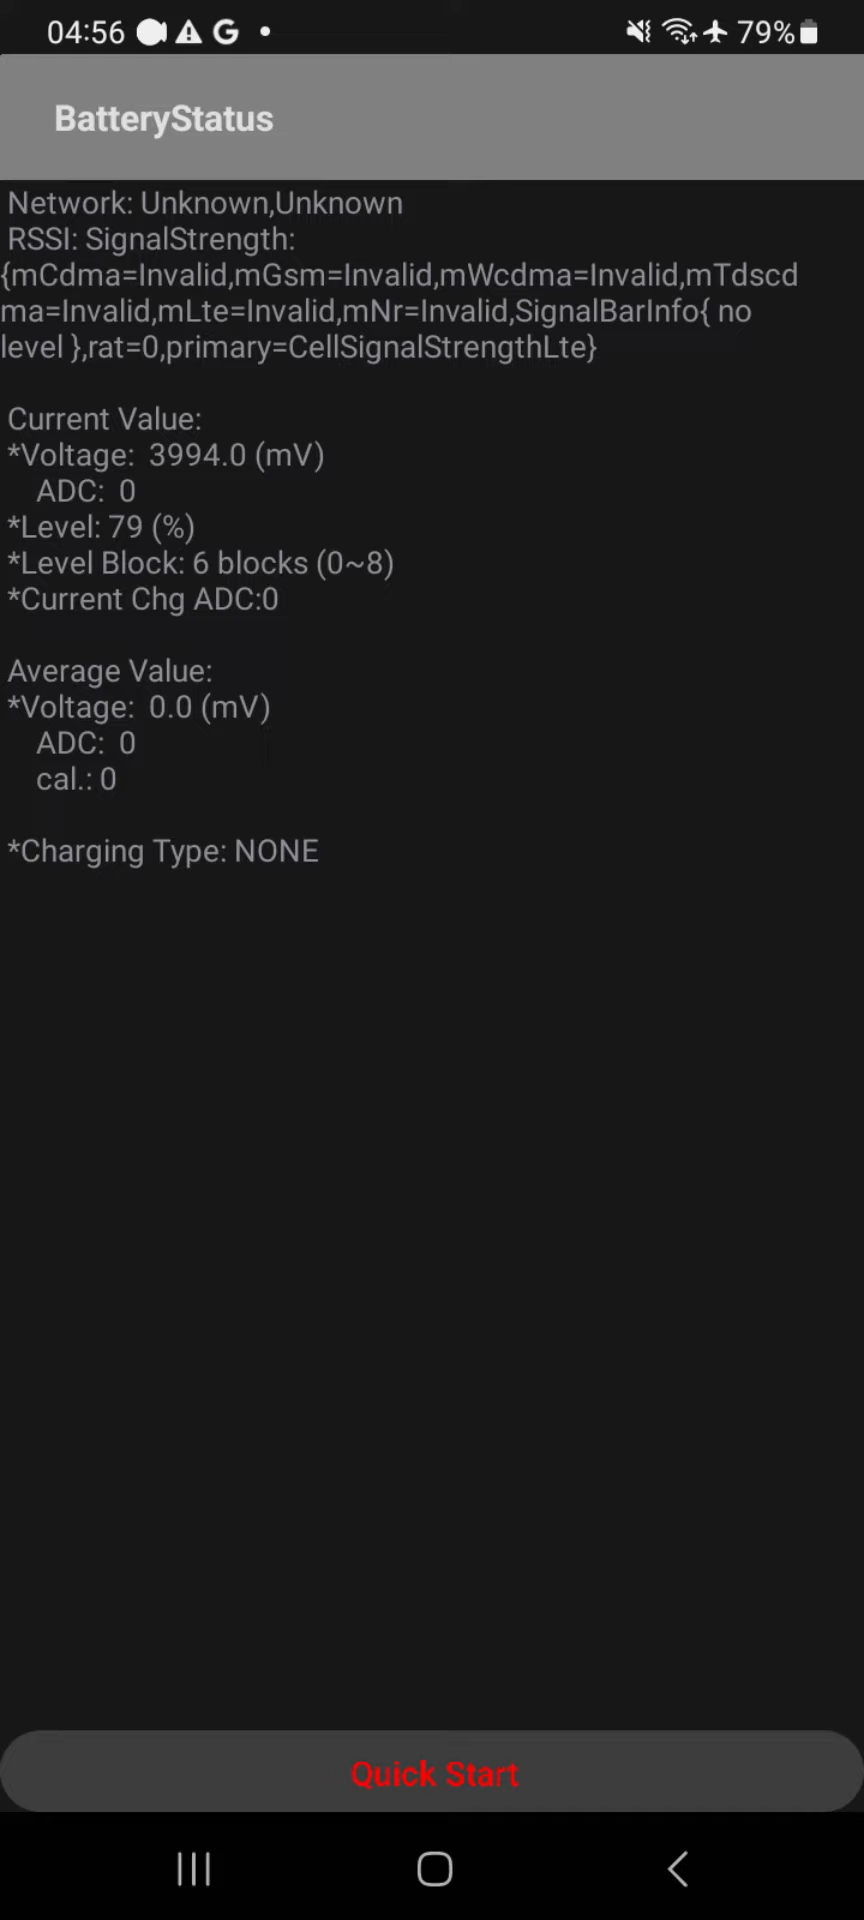 04:56 79%
BatteryStatus
Network: Unknown,Unknown
RSSI: SignalStrength:
{mCdma=Invalid,mGsm=Invalid,mWcdma=Invalid,mTdscd
ma=Invalid,mLte=Invalid,mNr=Invalid,SignalBarInfo{ no
level },rat=0,primary=CellSignalStrengthLte}
Current Value:
*Voltage:  3994.0 (mV)
ADC:  0
*Level: 79 (%)
*Level Block: 6 blocks (0~8)
*Current Chg ADC:0
Average Value:
*Voltage:  0.0 (mV)
ADC:  0
cal.: 0
*Charging Type: NONE
Quick Start